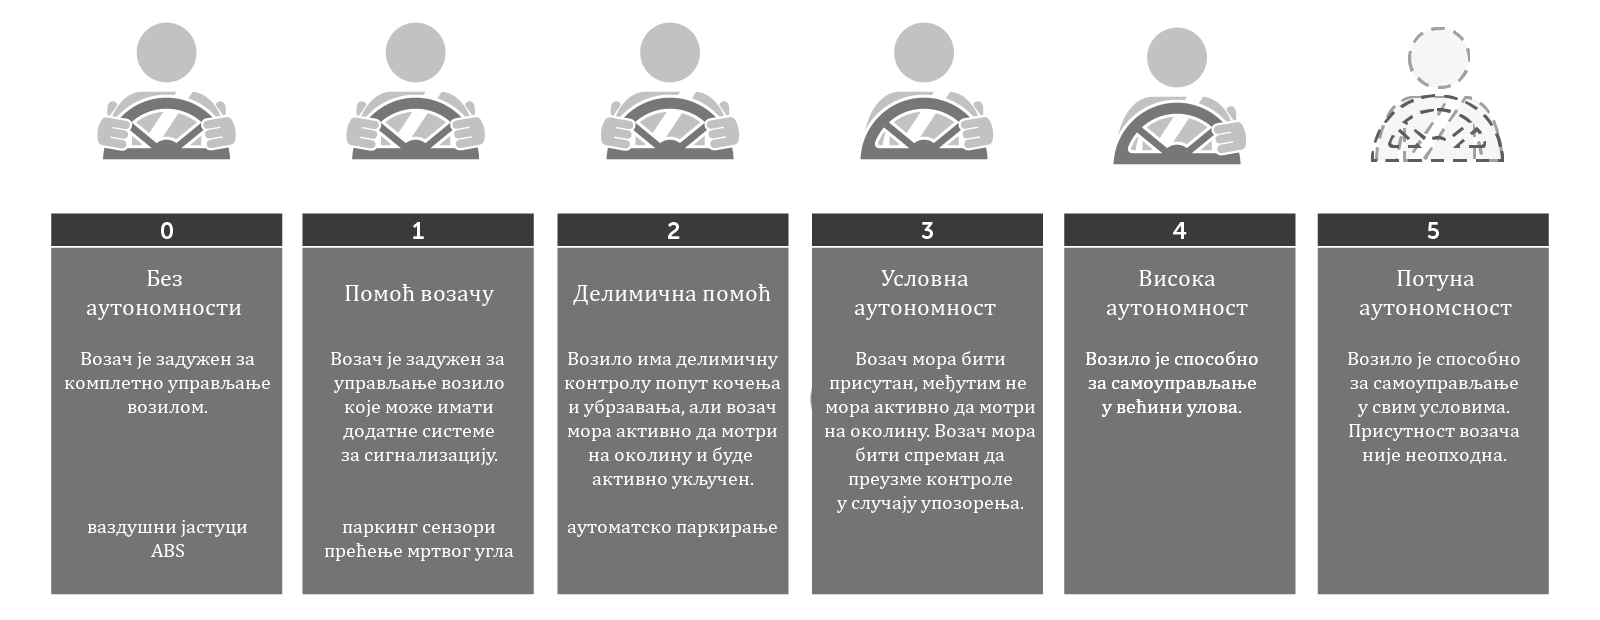 0
Без
аутономности
Возач је задужен за
комплетно управљање
возилом.
ваздушни јастуци
ABS
1
Помоћ возачу
Возач је задужен за
управљање возило
које може имати
додатне системе
за сигнализацију.
паркинг сензори
прећење мртвог угла
2
Делимична помоћ
Возило има делимичну
контролу попут кочења
и убрзавања, али возач
мора активно да мотри
на околину и буде
активно укључен.
аутоматско паркирање
3
Условна
аутономност
Возач мора бити
присутан, међутим не
мора активно да мотри
на околину. Возач мора
бити спреман да
преузме контроле
у случају упозорења.
4
Висока
аутономност
Возило је способно
за самоуправљање
у већини улова.
5
Потуна
аутономсност
Возило је способно
за самоуправљање
у свим условима.
Присутност возача
није неопходна.